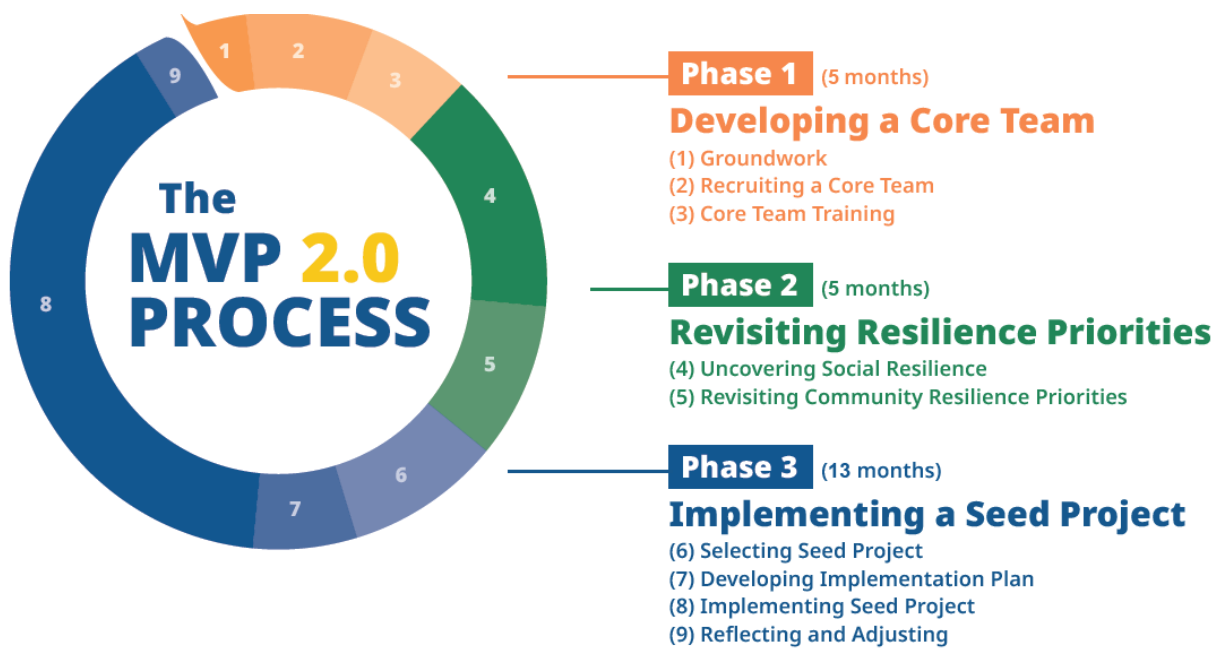 1
2
3
4
5
6
7
8
9
The
MVP 2.0
PROCESS
Phase 1 (5 months)
Developing a Core Team
(1) Groundwork
(2) Recruiting a Core Team
(3) Core Team Training
Phase 2 (5 months)
Revisiting Resilience Priorities
(4) Uncovering Social Resilience
(5) Revisiting Community Resilience Priorities
Phase 3 (13 months)
Implementing a Seed Project
(6) Selecting Seed Project
(7) Developing Implementation Plan
(8) Implementing Seed Project
(9) Reflecting and Adjusting